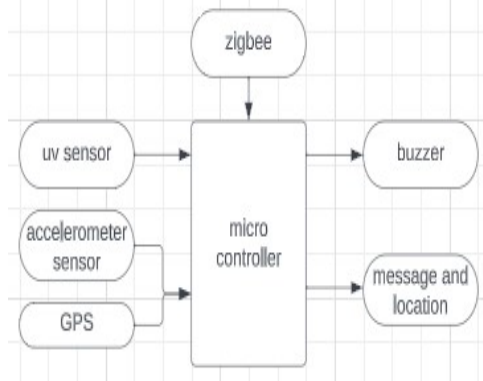 zigbee
uv sensor
buzzer
accelerometer
sensor
micro
controller
message and
location
GPS